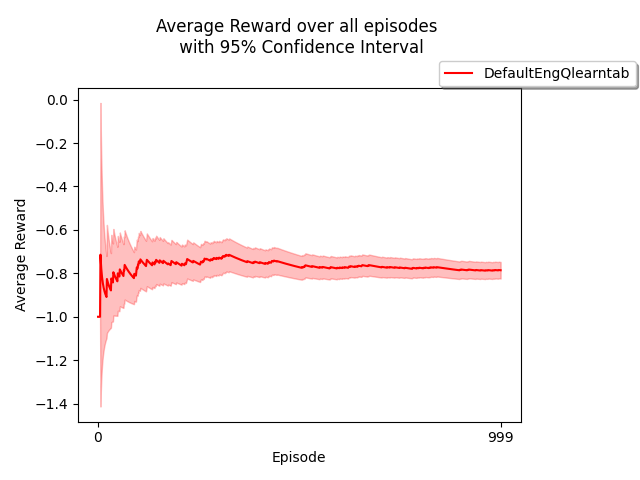 Average Reward over all episodes
with 95% Confidence Interval
DefaultEngQlearntab
0.0
−0.2
−0.4
−0.6
−0.8
−1.0
−1.2
−1.4
Average Reward
0
999
Episode